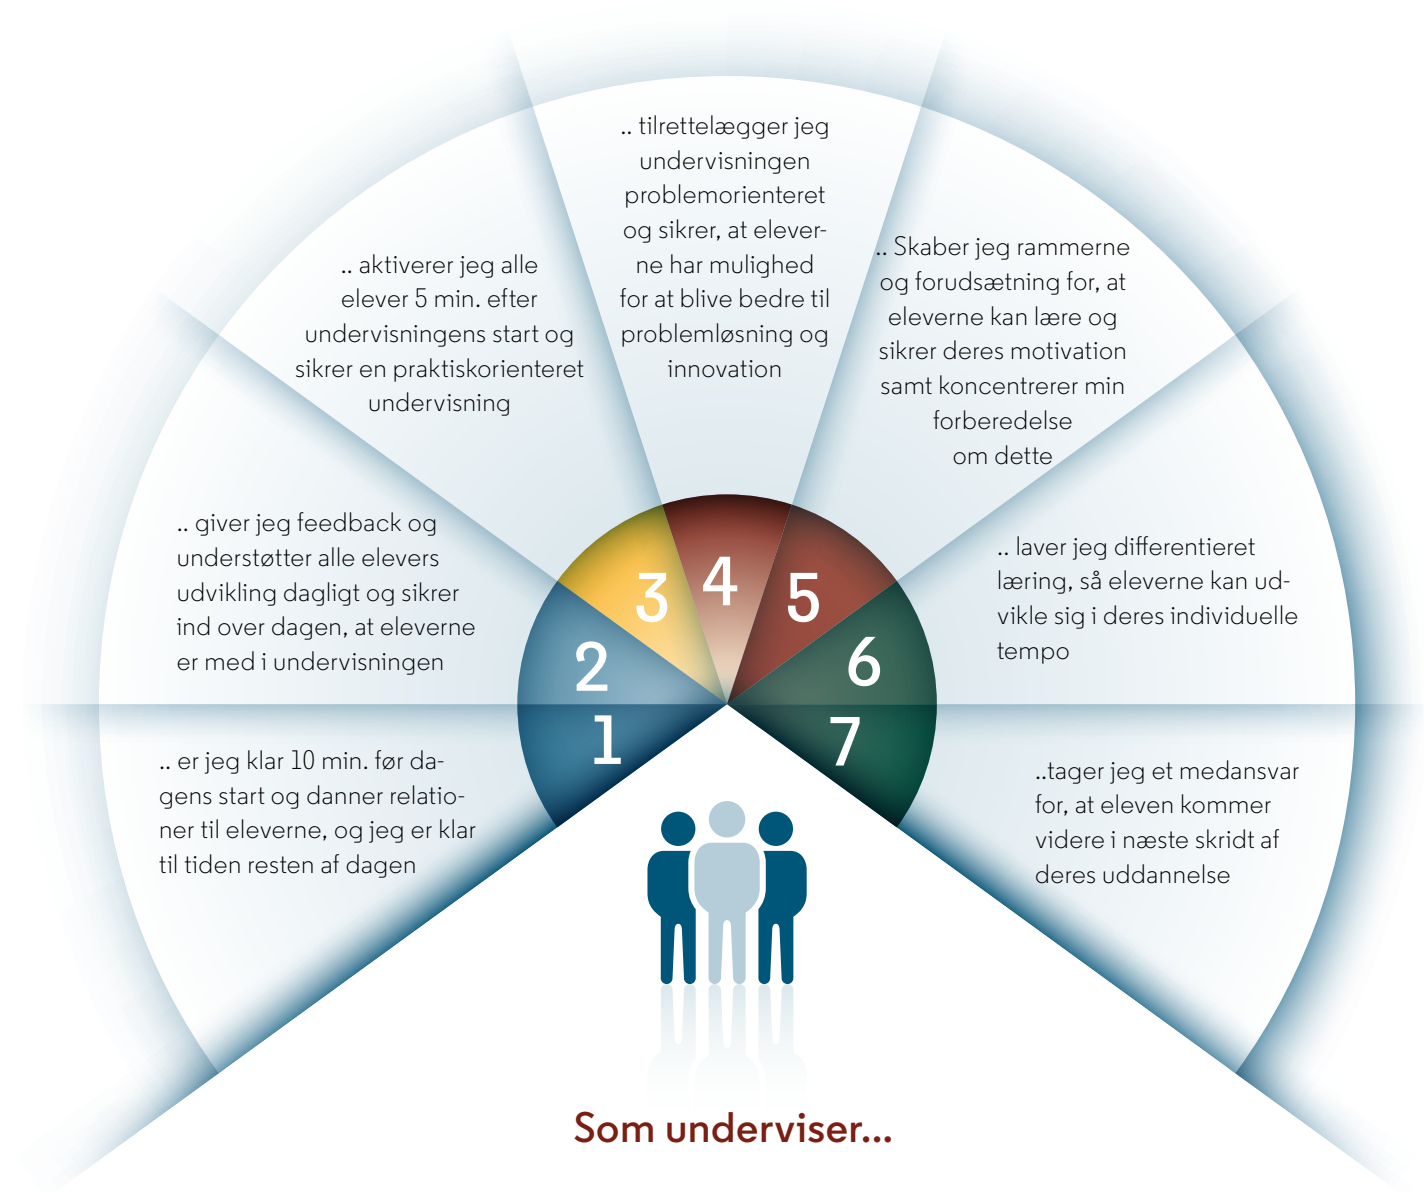 .. tilrettelægger jeg
undervisningen
problemorienteret
og sikrer, at elever-
ne har mulighed
for at blive bedre til
problemløsning og
innovation
.. aktiverer jeg alle
elever 5 min. efter
undervisningens start og
sikrer en praktiskorienteret
undervisning
.. Skaber jeg rammerne
og forudsætning for, at
eleverne kan lære og
sikrer deres motivation
samt koncentrerer min
forberedelse
om dette
.. giver jeg feedback og
understøtter alle elevers
udvikling dagligt og sikrer
ind over dagen, at eleverne
er med i undervisningen
.. laver jeg differentieret
læring, så eleverne kan ud-
vikle sig i deres individuelle
tempo
.. er jeg klar 10 min. før da-
gens start og danner relatio-
ner til eleverne, og jeg er klar
til tiden resten af dagen
..tager jeg et medansvar
for, at eleven kommer
videre i næste skridt af
deres uddannelse
1
2
3
4
5
6
7
Som underviser...